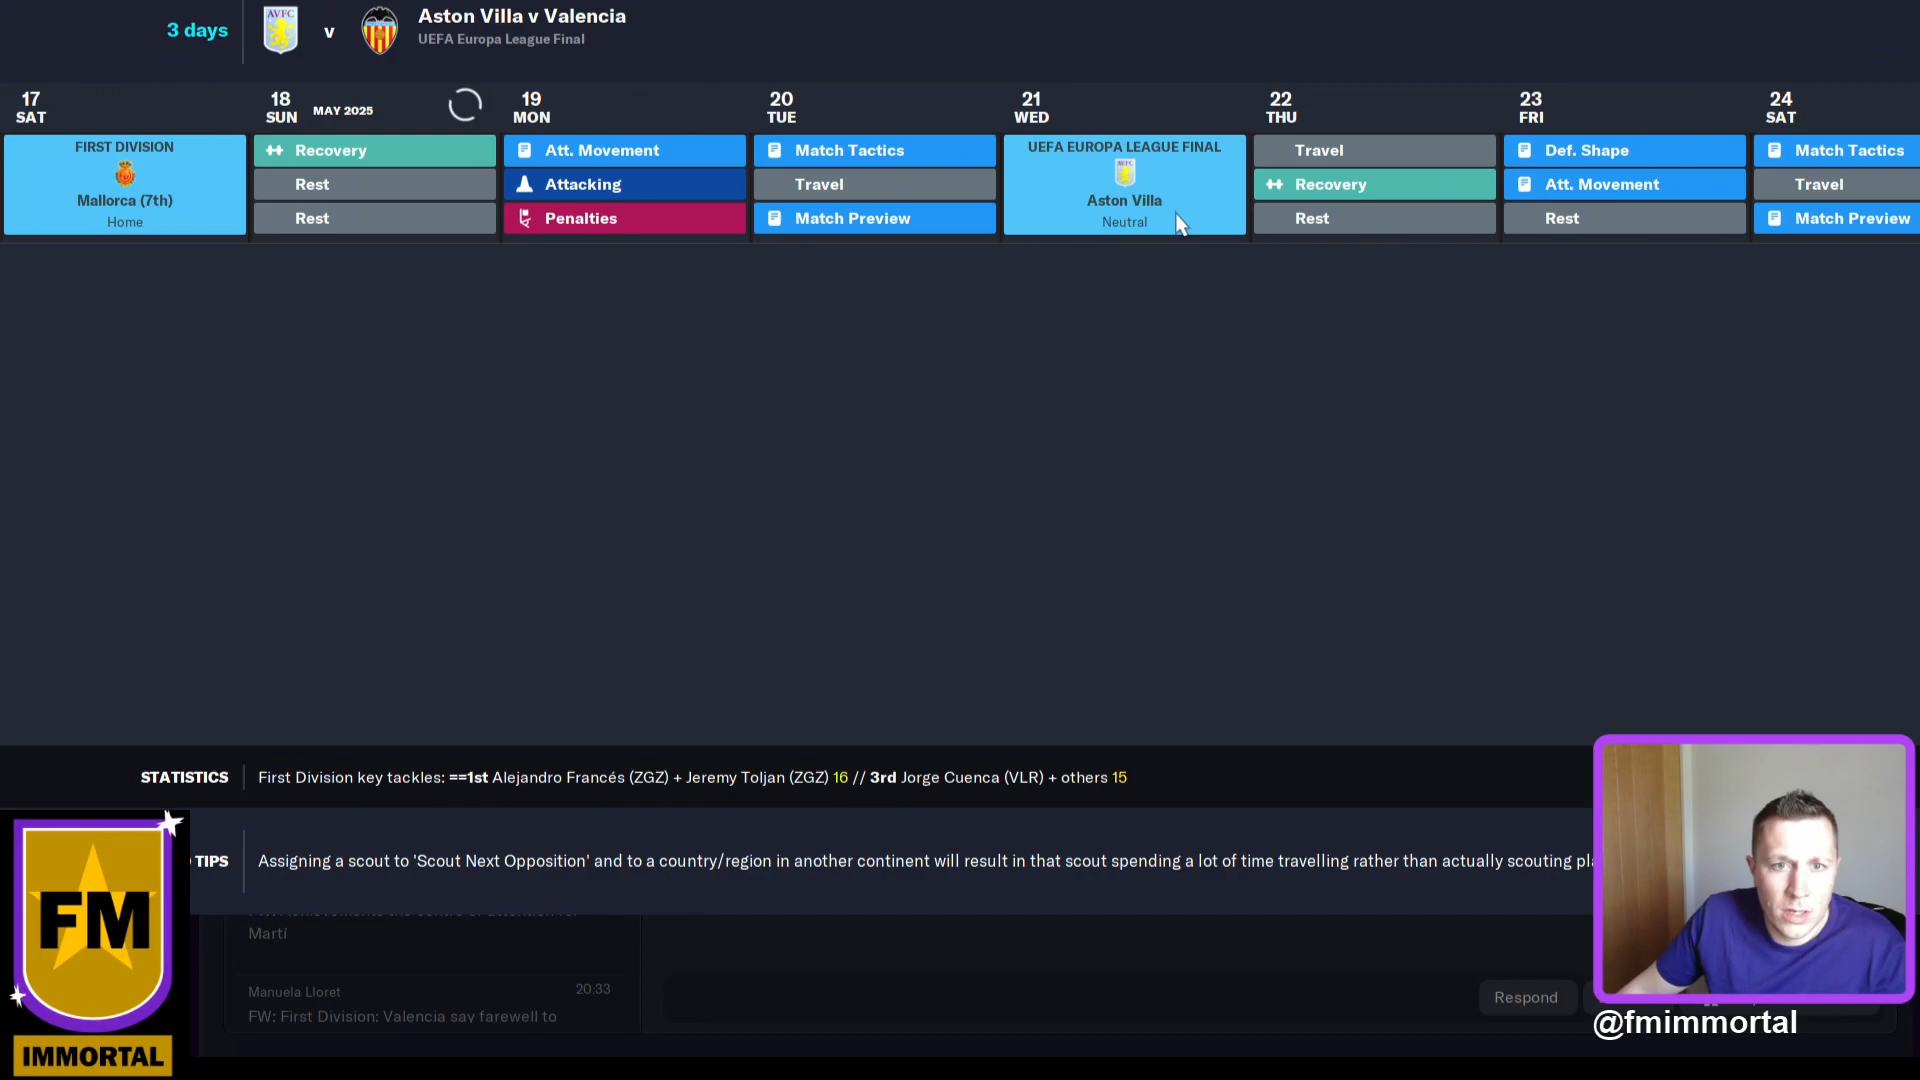 3 days
AVFC
v
Aston Villa v Valencia
UEFA Europa League Final
17
SAT
18
SUN
MAY 2025
19
MON
20
TUE
21
WED
22
THU
23
FRI
24
SAT
FIRST DIVISION
Mallorca (7th)
Home
Recovery
Rest
Rest
Att. Movement
Attacking
Penalties
Match Tactics
Travel
Match Preview
UEFA EUROPA LEAGUE FINAL
AVFC
Aston Villa
Neutral
Travel
Recovery
Rest
Def. Shape
Att. Movement
Rest
Match Tactics
Travel
Match Preview
STATISTICS
First Division key tackles: ==1st Alejandro Francés (ZGZ) + Jeremy Toljan (ZGZ) 16 // 3rd Jorge Cuenca (VLR) + others 15
TIPS
Assigning a scout to 'Scout Next Opposition' and to a country/region in another continent will result in that scout spending a lot of time travelling rather than actually scouting
Martí
Manuela Lloret
20:33
FW: First Division: Valencia say farewell to
Respond
FM
IMMORTAL
@fmimmortal